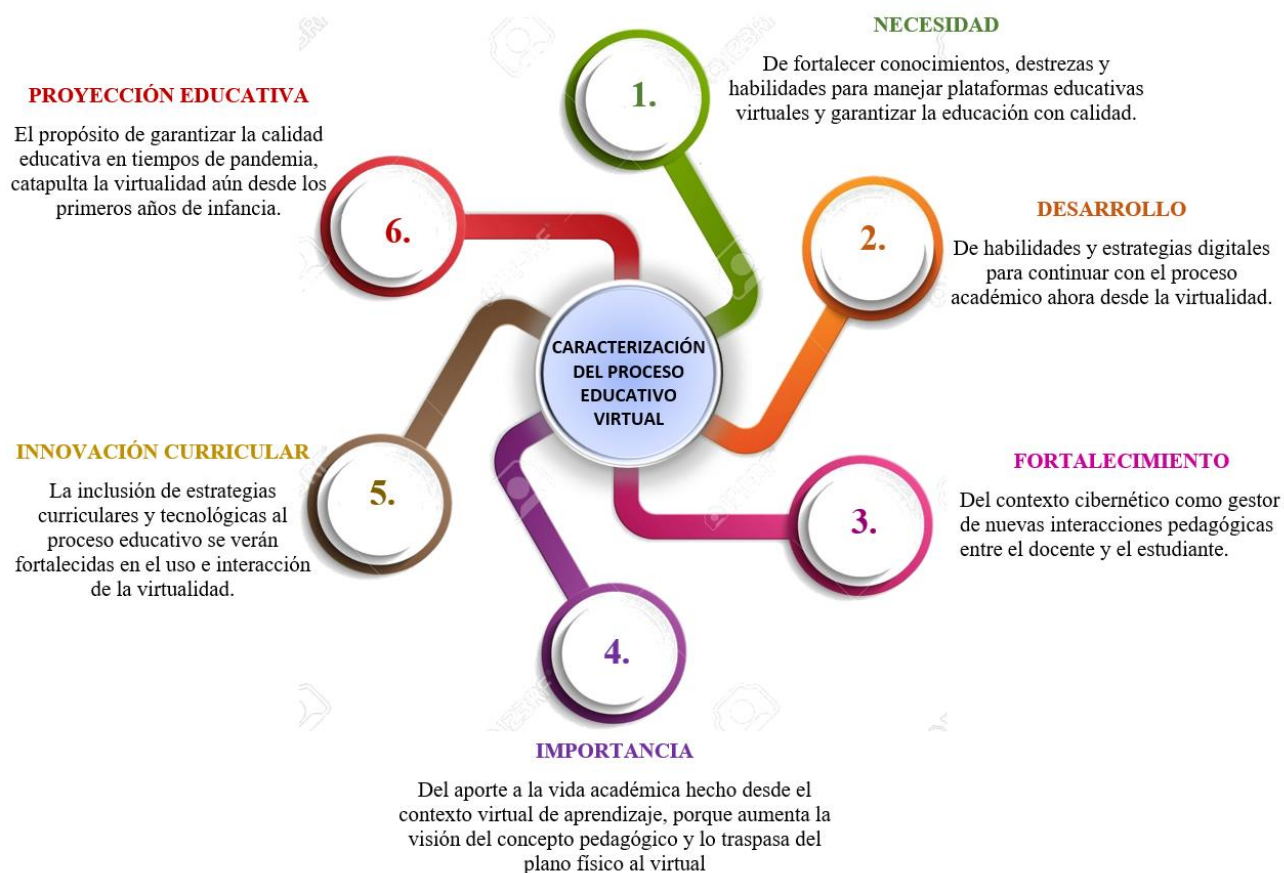 NECESIDAD
De fortalecer conocimientos, destrezas y
habilidades para manejar plataformas educativas
virtuales y garantizar la educación con calidad.
1.
DESARROLLO
De habilidades y estrategias digitales
para continuar con el proceso
académico ahora desde la virtualidad.
2.
FORTALECIMIENTO
Del contexto cibernético como gestor
de nuevas interacciones pedagógicas
entre el docente y el estudiante.
3.
IMPORTANCIA
Del aporte a la vida académica hecho desde el
contexto virtual de aprendizaje, porque aumenta la
visión del concepto pedagógico y lo traspasa del
plano físico al virtual
4.
INNOVACIÓN CURRICULAR
La inclusión de estrategias
curriculares y tecnológicas al
proceso educativo se verán
fortalecidas en el uso e interacción
de la virtualidad.
5.
PROYECCIÓN EDUCATIVA
El propósito de garantizar la calidad
educativa en tiempos de pandemia,
catapulta la virtualidad aún desde los
primeros años de infancia.
6.
CARACTERIZACIÓN
DEL PROCESO
EDUCATIVO
VIRTUAL